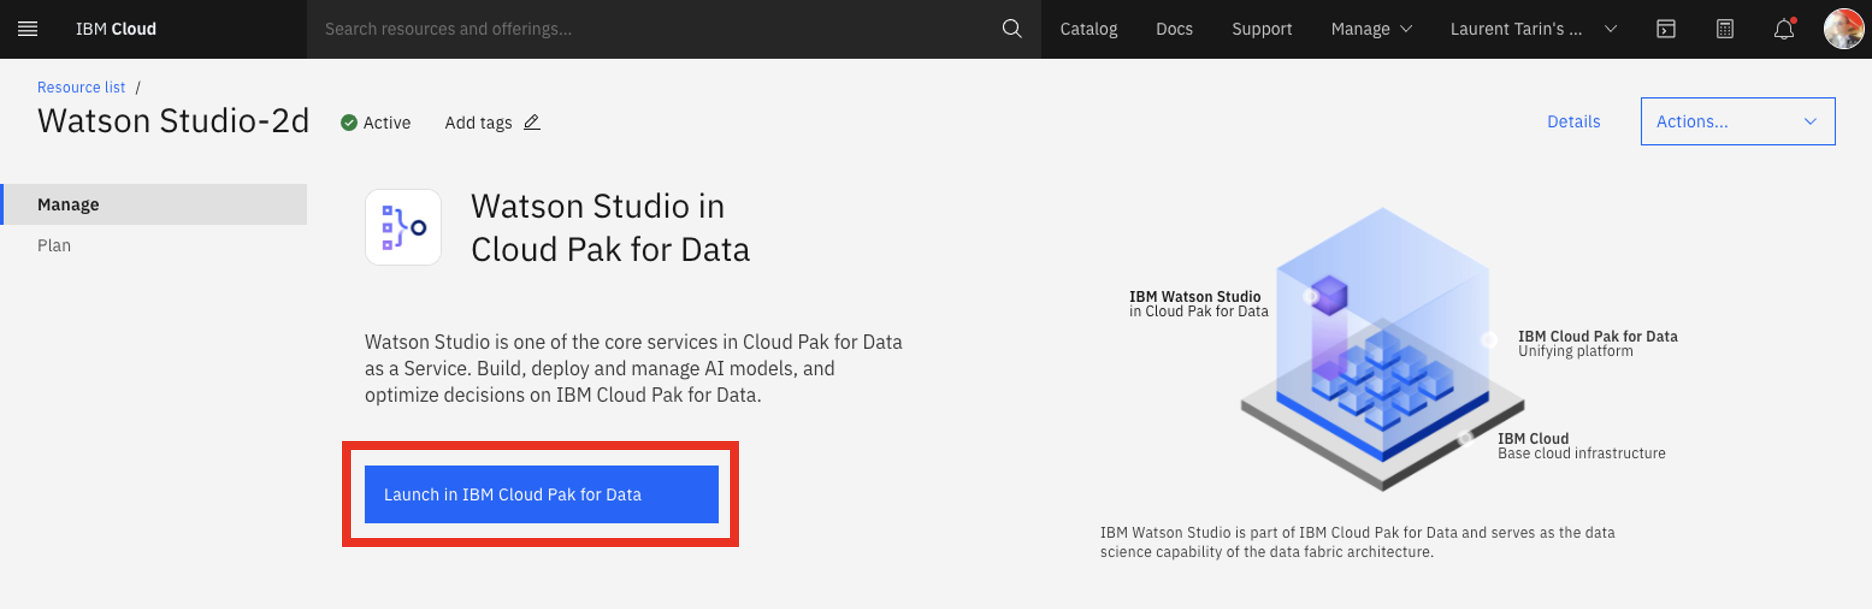 IBM Cloud
Search resources and offerings...
Catalog
Docs
Support
Manage
Laurent Tarin's ...
Resource list /
Watson Studio-2d
Active
Add tags
Details
Actions...
Manage
Plan
Watson Studio in
Cloud Pak for Data
Watson Studio is one of the core services in Cloud Pak for Data
as a Service. Build, deploy and manage AI models, and
optimize decisions on IBM Cloud Pak for Data.
Launch in IBM Cloud Pak for Data
IBM Watson Studio
in Cloud Pak for Data
IBM Cloud Pak for Data
Unifying platform
IBM Cloud
Base cloud infrastructure
IBM Watson Studio is part of IBM Cloud Pak for Data and serves as the data
science capability of the data fabric architecture.